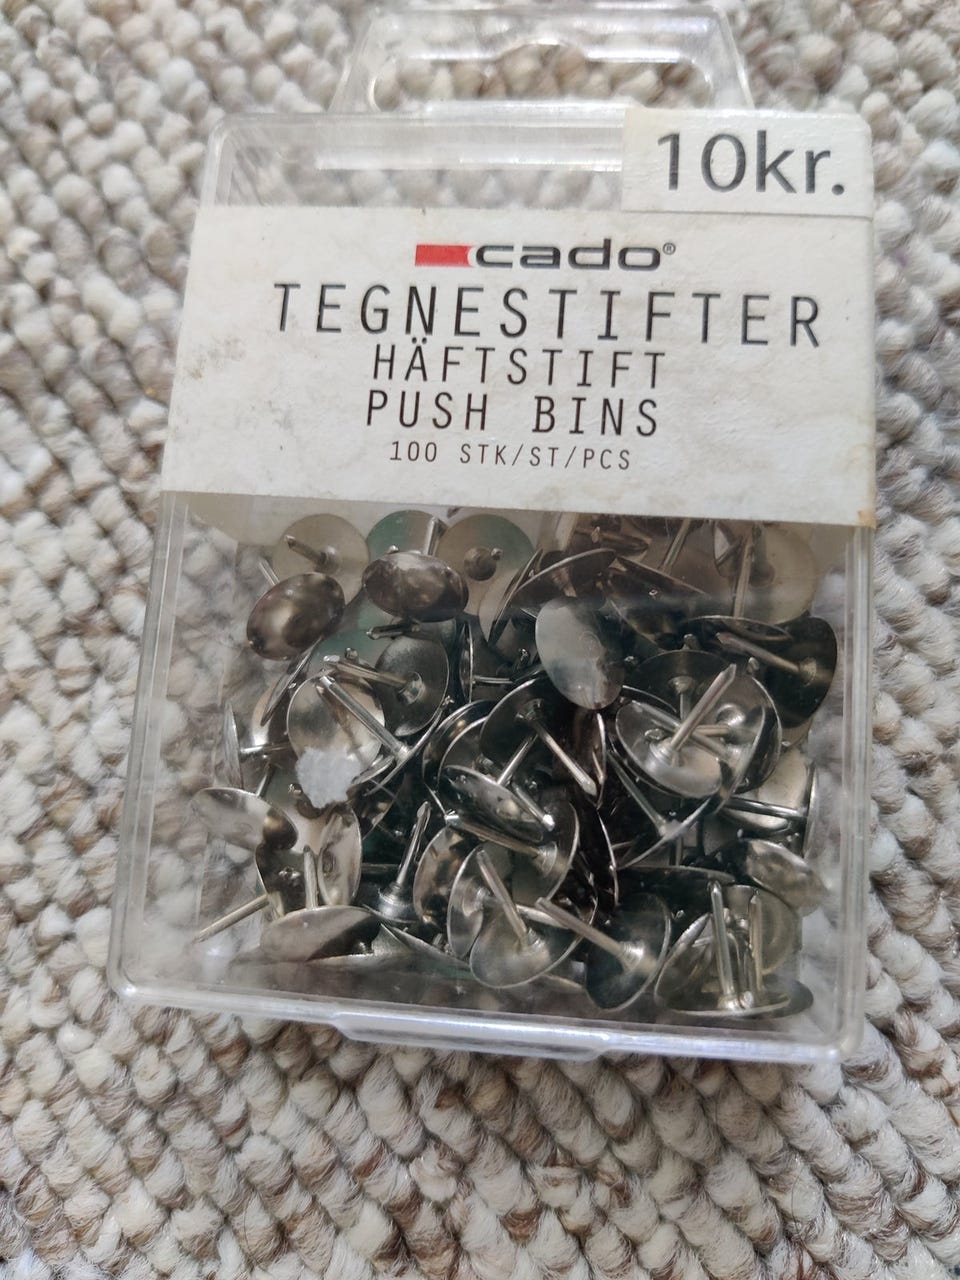 10kr.
cado®
TEGNESTIFTER
HÄFTSTIFT
PUSH BINS
100 STK/ST/PCS